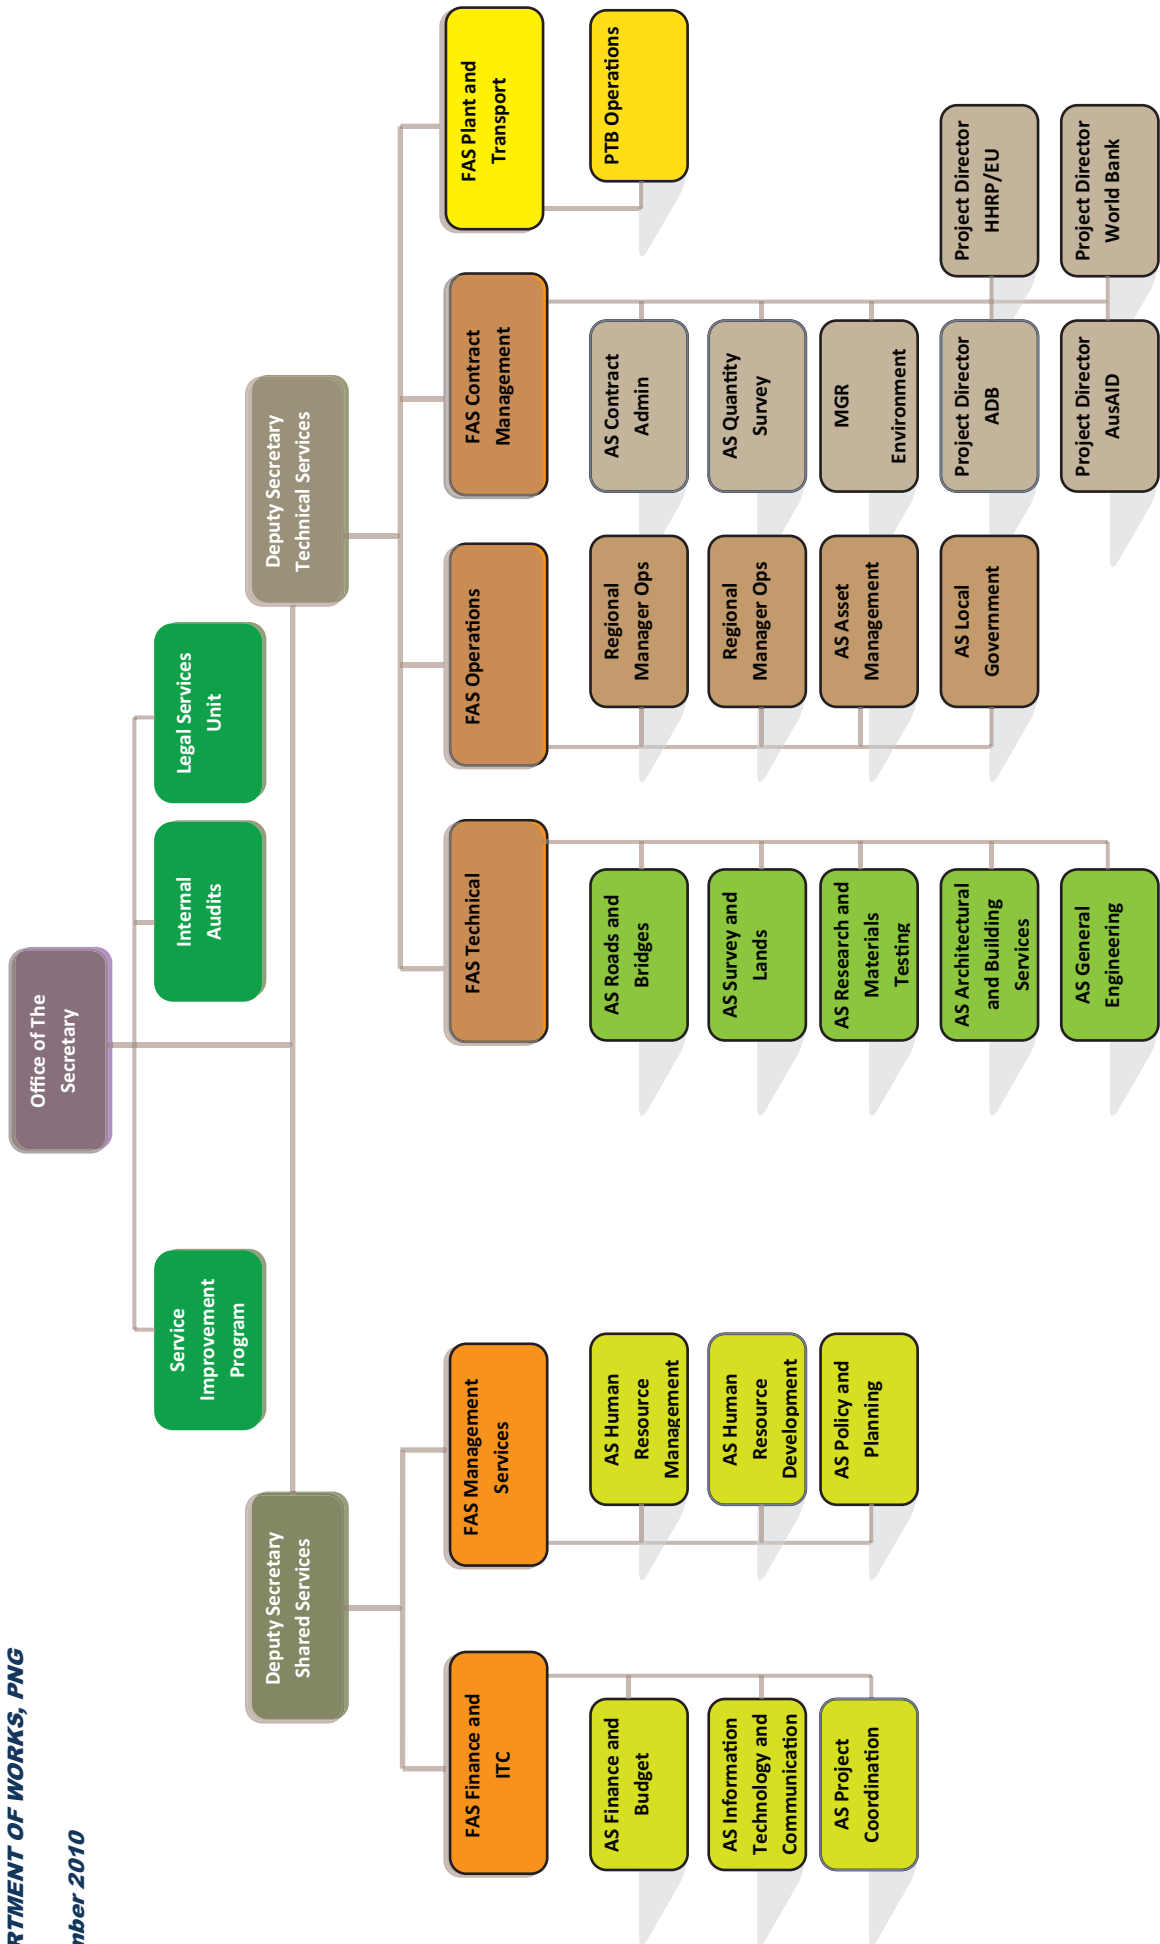 RTMENT OF WORKS, PNG
mber 2010
Office of The
Secretary
Service
Improvement
Program
Internal
Audits
Legal Services
Unit
Deputy Secretary
Shared Services
Deputy Secretary
Technical Services
FAS Finance and
ITC
FAS Management
Services
FAS Technical
FAS Operations
FAS Contract
Management
FAS Plant and
Transport
AS Finance and
Budget
AS Information
Technology and
Communication
AS Project
Coordination
AS Human
Resource
Management
AS Human
Resource
Development
AS Policy and
Planning
AS Roads and
Bridges
AS Survey and
Lands
AS Research and
Materials
Testing
AS Architectural
and Building
Services
AS General
Engineering
Regional
Manager Ops
Regional
Manager Ops
AS Asset
Management
AS Local
Government
AS Contract
Admin
AS Quantity
Survey
MGR
Environment
Project Director
ADB
Project Director
HHRP/EU
Project Director
AusAID
Project Director
World Bank
PTB Operations